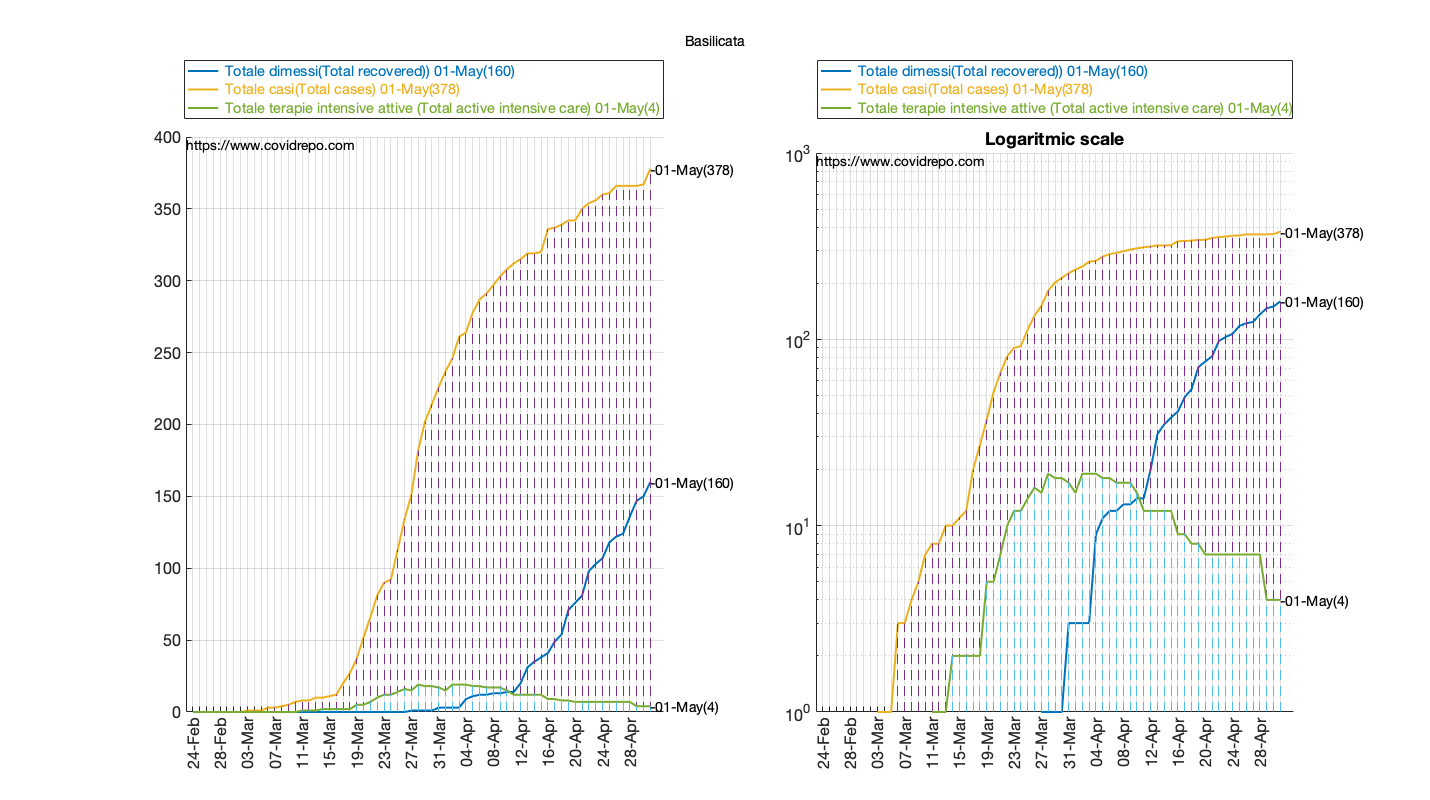 Basilicata
Totale dimessi(Total recovered)) 01-May(160)
Totale casi(Total cases) 01-May(378)
Totale terapie intensive attive (Total active intensive care) 01-May(4)
https://www.covidrepo.com
400
350
300
250
200
150
100
50
0
01-May(378)
01-May(160)
01-May(4)
24-Feb
28-Feb
03-Mar
07-Mar
11-Mar
15-Mar
19-Mar
23-Mar
27-Mar
31-Mar
04-Apr
08-Apr
12-Apr
16-Apr
20-Apr
24-Apr
28-Apr
Totale dimessi(Total recovered)) 01-May(160)
Totale casi(Total cases) 01-May(378)
Totale terapie intensive attive (Total active intensive care) 01-May(4)
Logaritmic scale
https://www.covidrepo.com
10³
10²
10¹
10⁰
01-May(378)
01-May(160)
01-May(4)
24-Feb
28-Feb
03-Mar
07-Mar
11-Mar
15-Mar
19-Mar
23-Mar
27-Mar
31-Mar
04-Apr
08-Apr
12-Apr
16-Apr
20-Apr
24-Apr
28-Apr